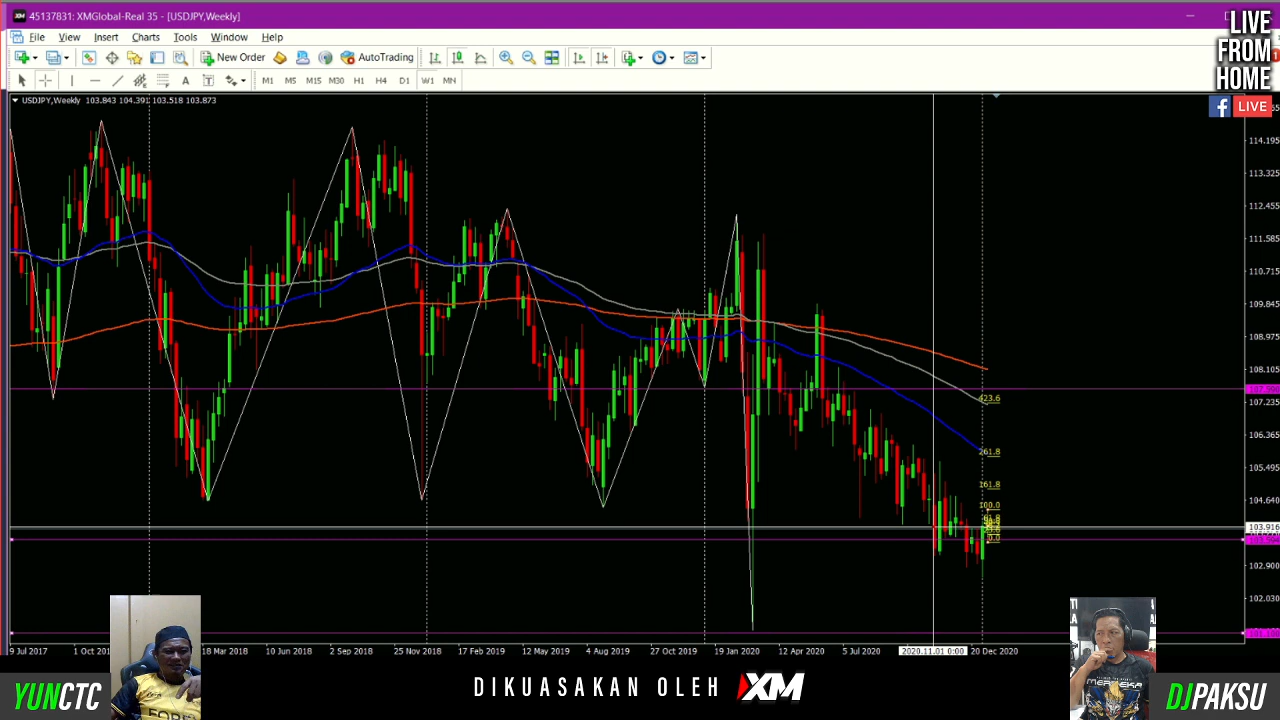 45137831: XMGlobal-Real 35 - [USDJPY,Weekly]
LIVE
FROM
HOME
f LIVE
File View Insert Charts Tools Window Help
New Order AutoTrading
A T M1 M5 M15 M30 H1 H4 D1 W1 MN
USDJPY,Weekly 103.843 104.391 103.518 103.873
114.195
113.325
112.455
111.585
110.715
109.845
108.975
108.105
107.235
423.6
106.365
261.8
105.495
161.8
104.640
100.0
103.916
0.0
102.900
102.030
9 Jul 2017 1 Oct 18 Mar 2018 10 Jun 2018 2 Sep 2018 25 Nov 2018 17 Feb 2019 12 May 2019 4 Aug 2019 27 Oct 2019 19 Jan 2020 12 Apr 2020 5 Jul 2020 2020.11.01 0:00 20 Dec 2020
DIKUASAKAN OLEH XM
YUNCTC
DJPAKSU
MERDEKA